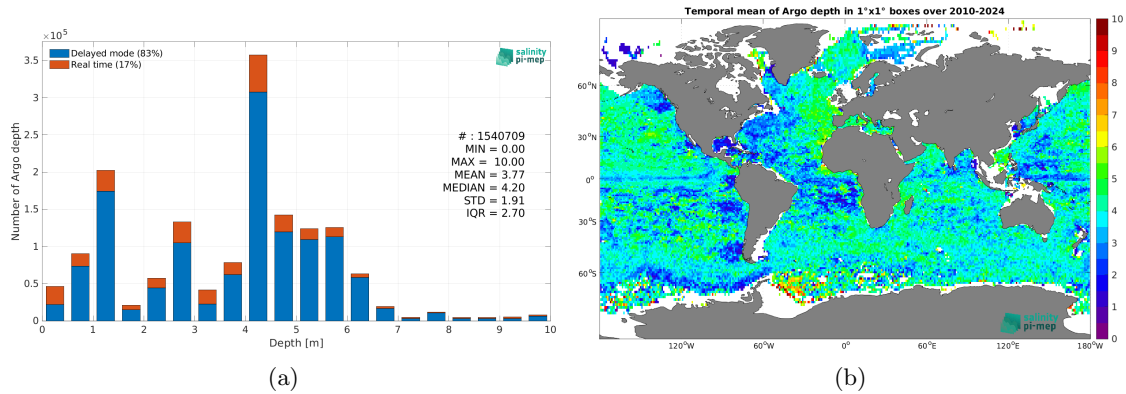 ×10⁵
Delayed mode (83%)
Real time (17%)
salinity
pi-mep
3.5
3
2.5
2
1.5
1
0.5
0
Number of Argo depth
# : 1540709
MIN = 0.00
MAX = 10.00
MEAN = 3.77
MEDIAN = 4.20
STD = 1.91
IQR = 2.70
0 1 2 3 4 5 6 7 8 9 10
Depth [m]
(a)
Temporal mean of Argo depth in 1°x1° boxes over 2010-2024
60°N
30°N
0°
30°S
60°S
120°W 60°W 0°E 60°E 120°E 180°W
salinity
pi-mep
10
9
8
7
6
5
4
3
2
1
0
(b)